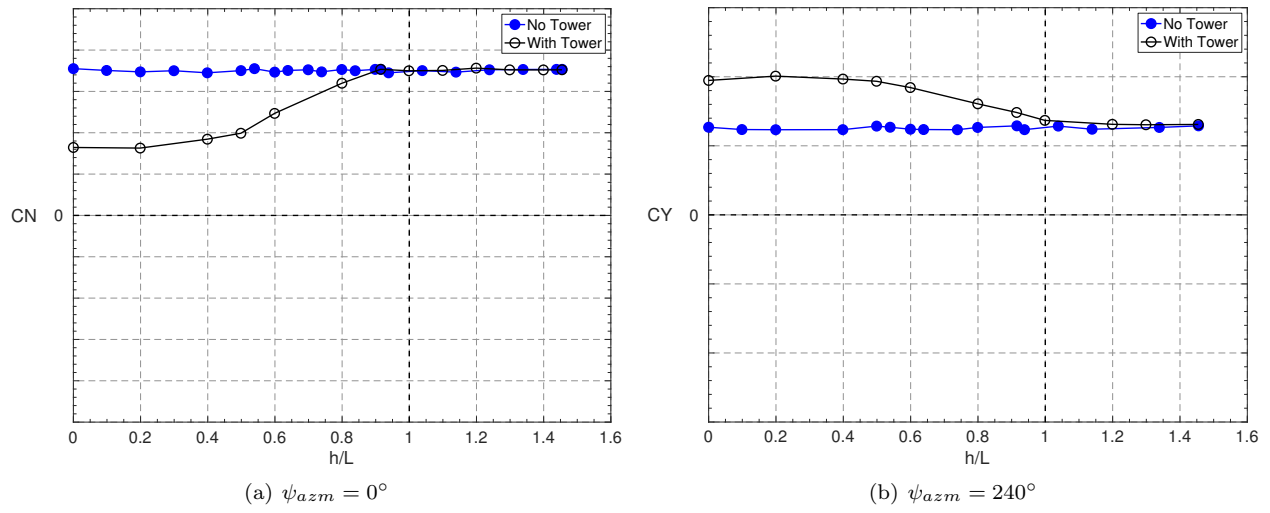 No Tower
With Tower
CN
0
0 0.2 0.4 0.6 0.8 1 1.2 1.4 1.6
h/L
(a) ψ_azm = 0°
No Tower
With Tower
CY
0
0 0.2 0.4 0.6 0.8 1 1.2 1.4 1.6
h/L
(b) ψ_azm = 240°